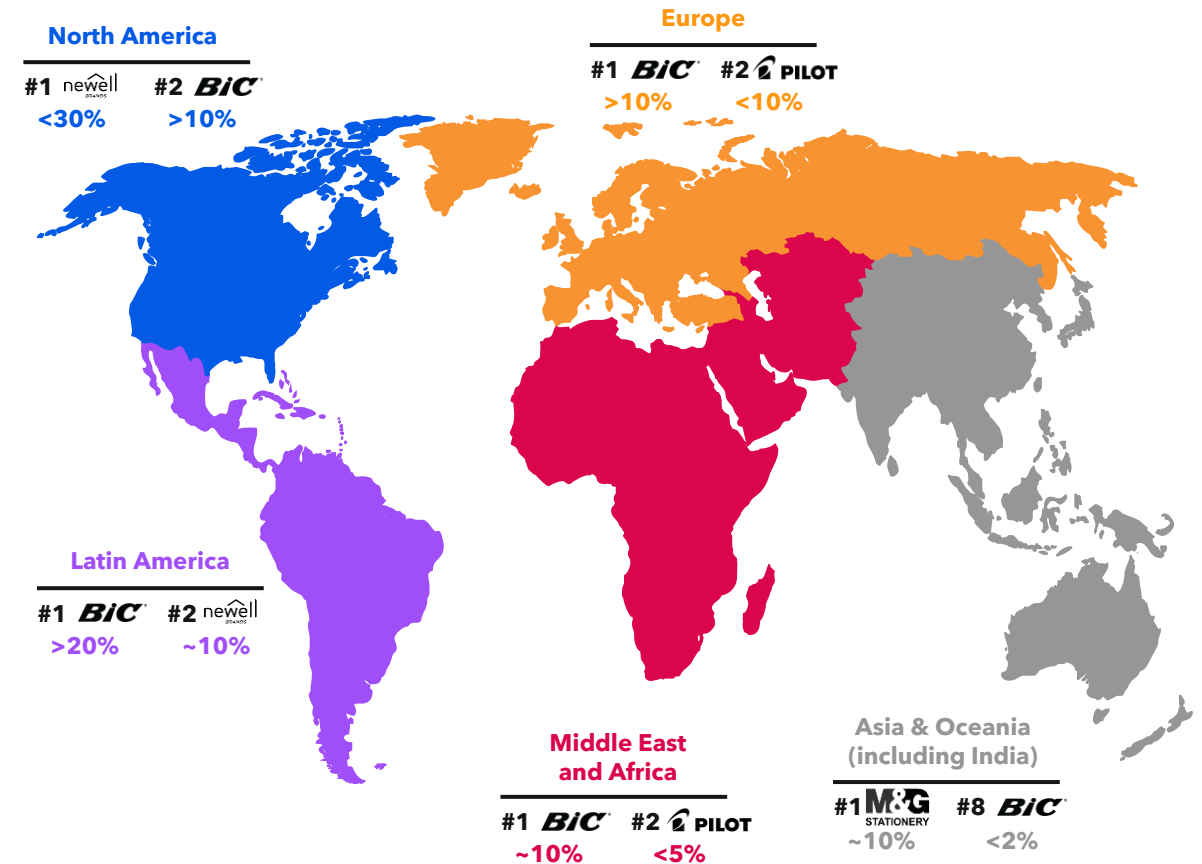 North America
#1 newell BRANDS #2 BiC®
<30% >10%
Europe
#1 BiC® #2 PILOT
>10% <10%
Latin America
#1 BiC® #2 newell BRANDS
>20% ~10%
Middle East
and Africa
#1 BiC® #2 PILOT
~10% <5%
Asia & Oceania
(including India)
#1 M&G STATIONERY #8 BiC®
~10% <2%